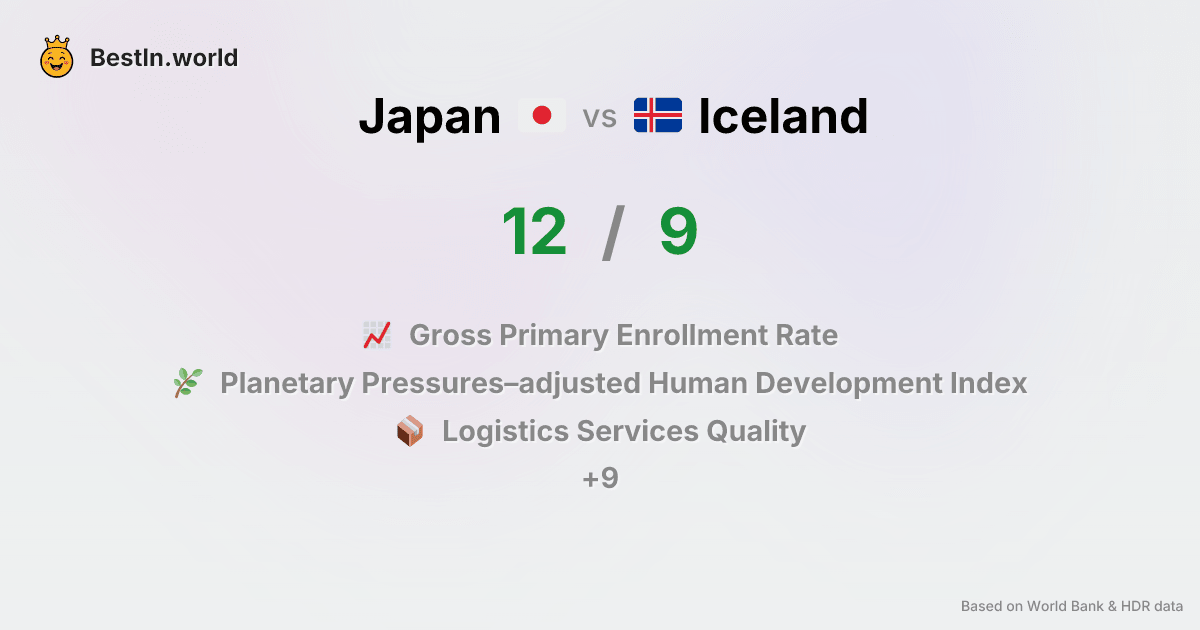 BestIn.world
Japan vs Iceland
12 / 9
Gross Primary Enrollment Rate
Planetary Pressures–adjusted Human Development Index
Logistics Services Quality
+9
Based on World Bank & HDR data